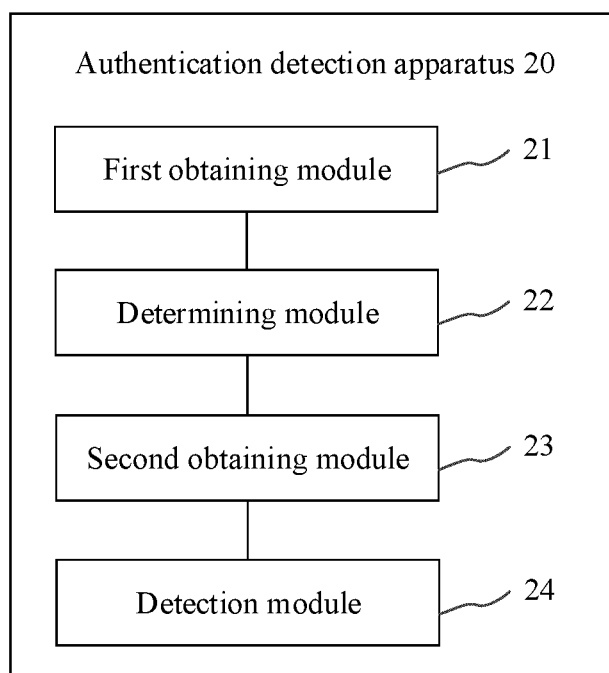 Authentication detection apparatus 20
First obtaining module
21
Determining module
22
Second obtaining module
23
Detection module
24